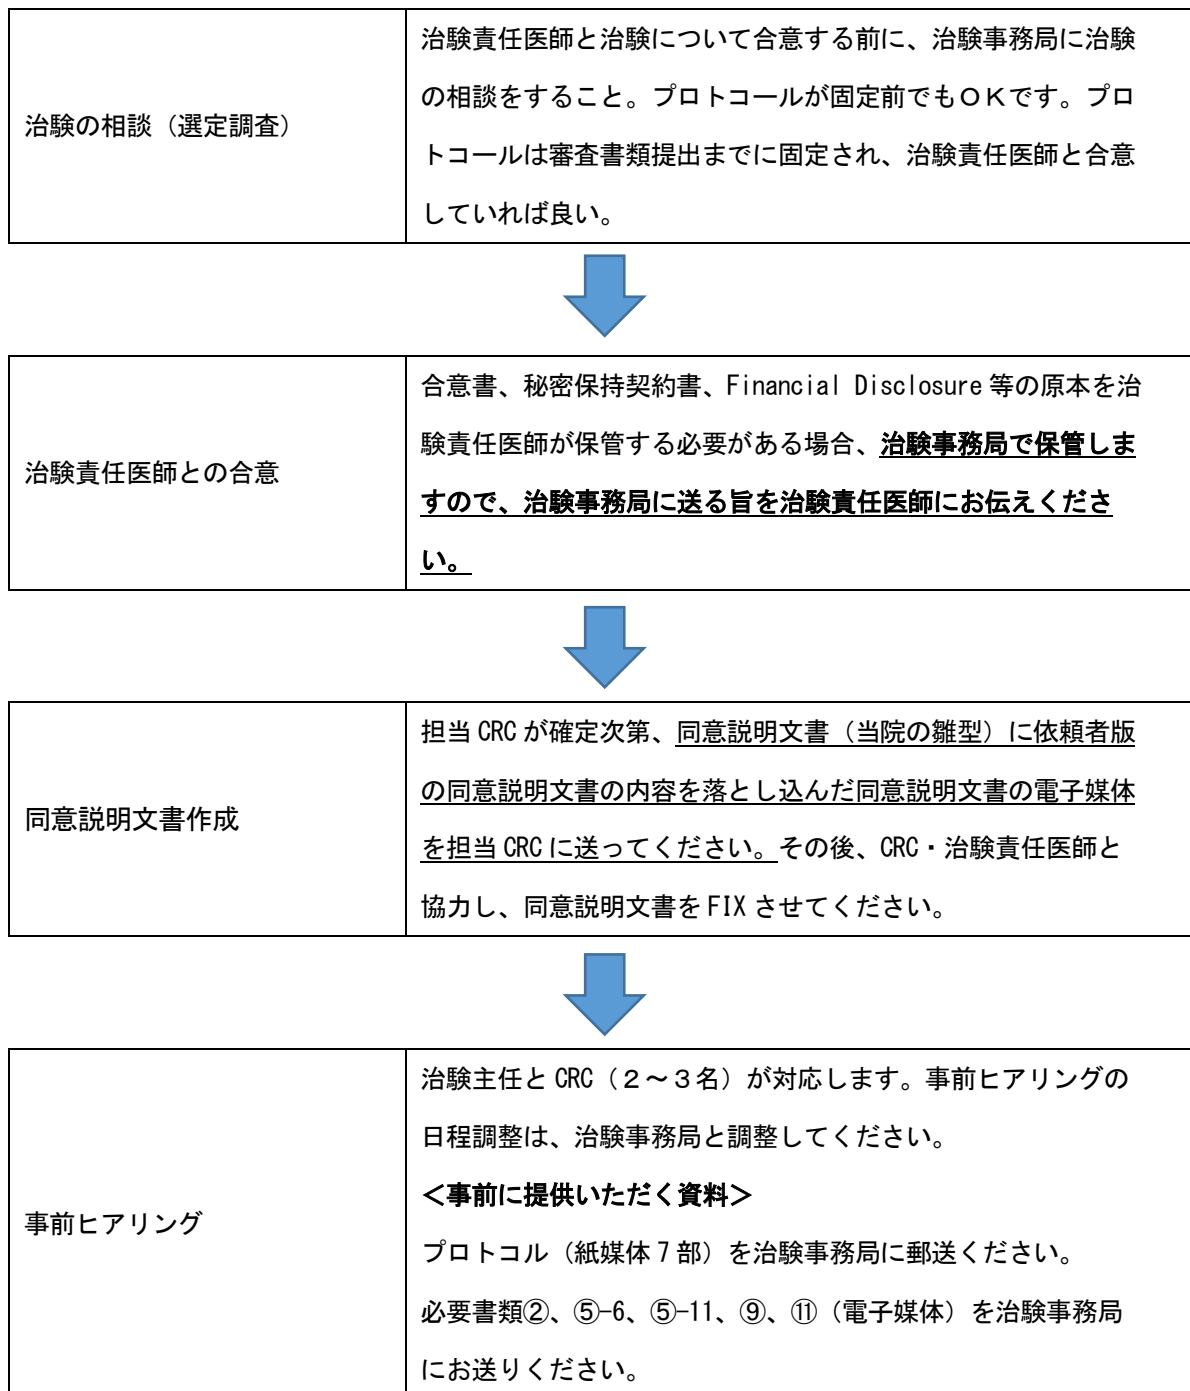 治験の相談（選定調査）
治験責任医師と治験について合意する前に、治験事務局に治験
の相談をすること。プロトコールが固定前でもＯＫです。プロ
トコールは審査書類提出までに固定され、治験責任医師と合意
していれば良い。
治験責任医師との合意
合意書、秘密保持契約書、Financial Disclosure 等の原本を治
験責任医師が保管する必要がある場合、治験事務局で保管しま
すので、治験事務局に送る旨を治験責任医師にお伝えくださ
い。
同意説明文書作成
担当 CRC が確定次第、同意説明文書（当院の雛型）に依頼者版
の同意説明文書の内容を落とし込んだ同意説明文書の電子媒体
を担当 CRC に送ってください。その後、CRC・治験責任医師と
協力し、同意説明文書を FIX させてください。
事前ヒアリング
治験主任と CRC（２～３名）が対応します。事前ヒアリングの
日程調整は、治験事務局と調整してください。
＜事前に提供いただく資料＞
プロトコル（紙媒体 7 部）を治験事務局に郵送ください。
必要書類②、⑤-6、⑤-11、⑨、⑪（電子媒体）を治験事務局
にお送りください。